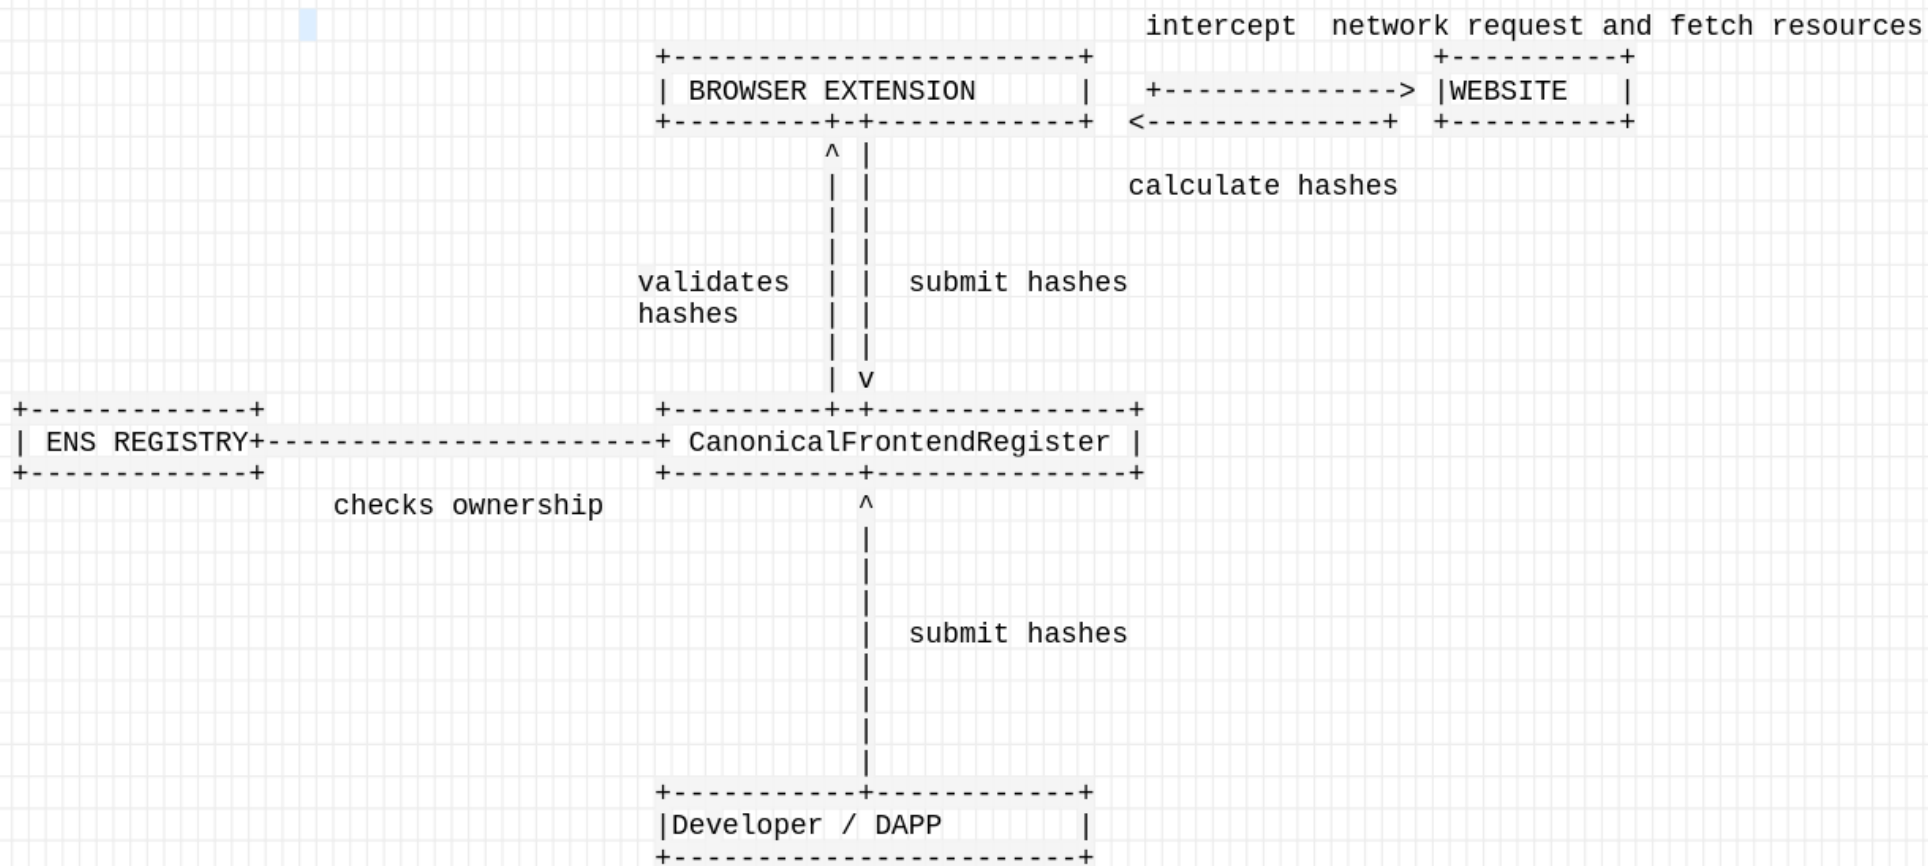 intercept  network request and fetch resources
BROWSER EXTENSION
WEBSITE
calculate hashes
validates
hashes
submit hashes
ENS REGISTRY
CanonicalFrontendRegister
checks ownership
submit hashes
Developer / DAPP